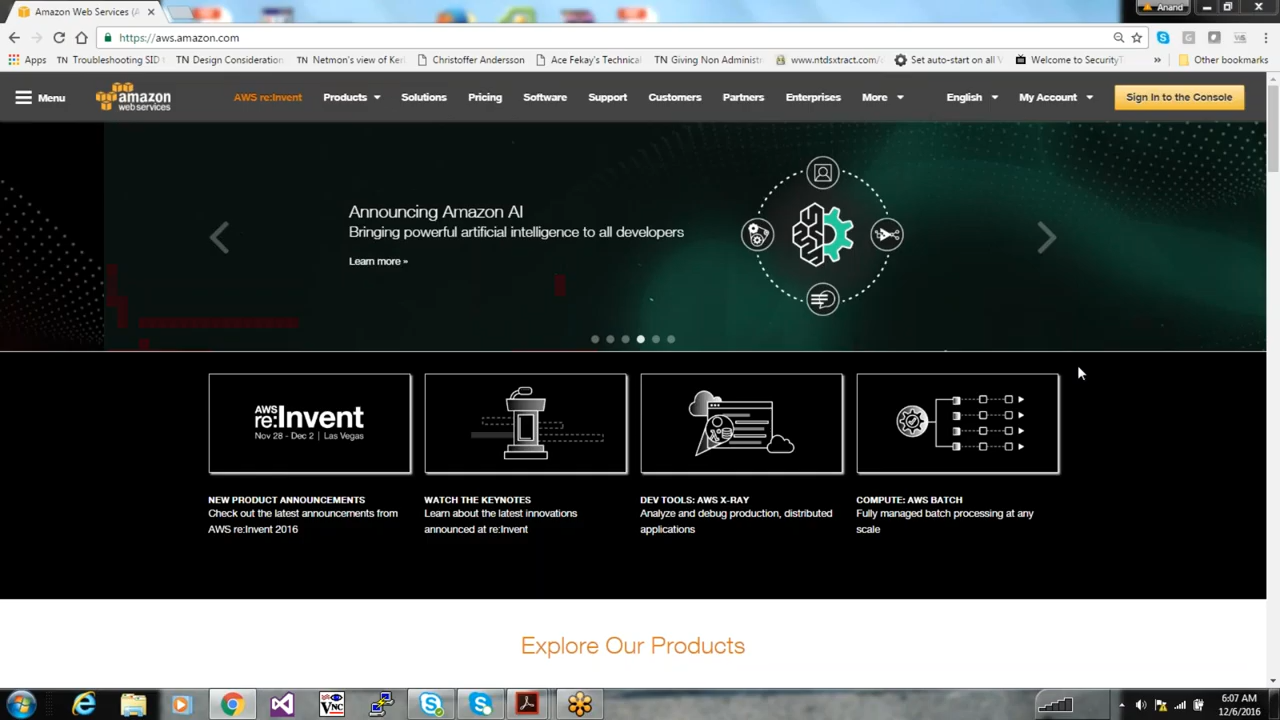 Amazon Web Services (A
Anand
https://aws.amazon.com
Apps
TN Troubleshooting SID
TN Design Consideration
TN Netmon's view of Ker
Christoffer Andersson
Ace Fekay's Technical
TN Giving Non Adminis
www.ntdsxtract.com/
Set auto-start on all V
Welcome to SecurityT
»
Other bookmarks
Menu
amazon
web services
AWS re:Invent
Products
Solutions
Pricing
Software
Support
Customers
Partners
Enterprises
More
English
My Account
Sign In to the Console
Announcing Amazon AI
Bringing powerful artificial intelligence to all developers
Learn more »
AWS
re:Invent
Nov 28 - Dec 2 | Las Vegas
NEW PRODUCT ANNOUNCEMENTS
Check out the latest announcements from
AWS re:Invent 2016
WATCH THE KEYNOTES
Learn about the latest innovations
announced at re:Invent
DEV TOOLS: AWS X-RAY
Analyze and debug production, distributed
applications
COMPUTE: AWS BATCH
Fully managed batch processing at any
scale
Explore Our Products
VNC
6:07 AM
12/6/2016